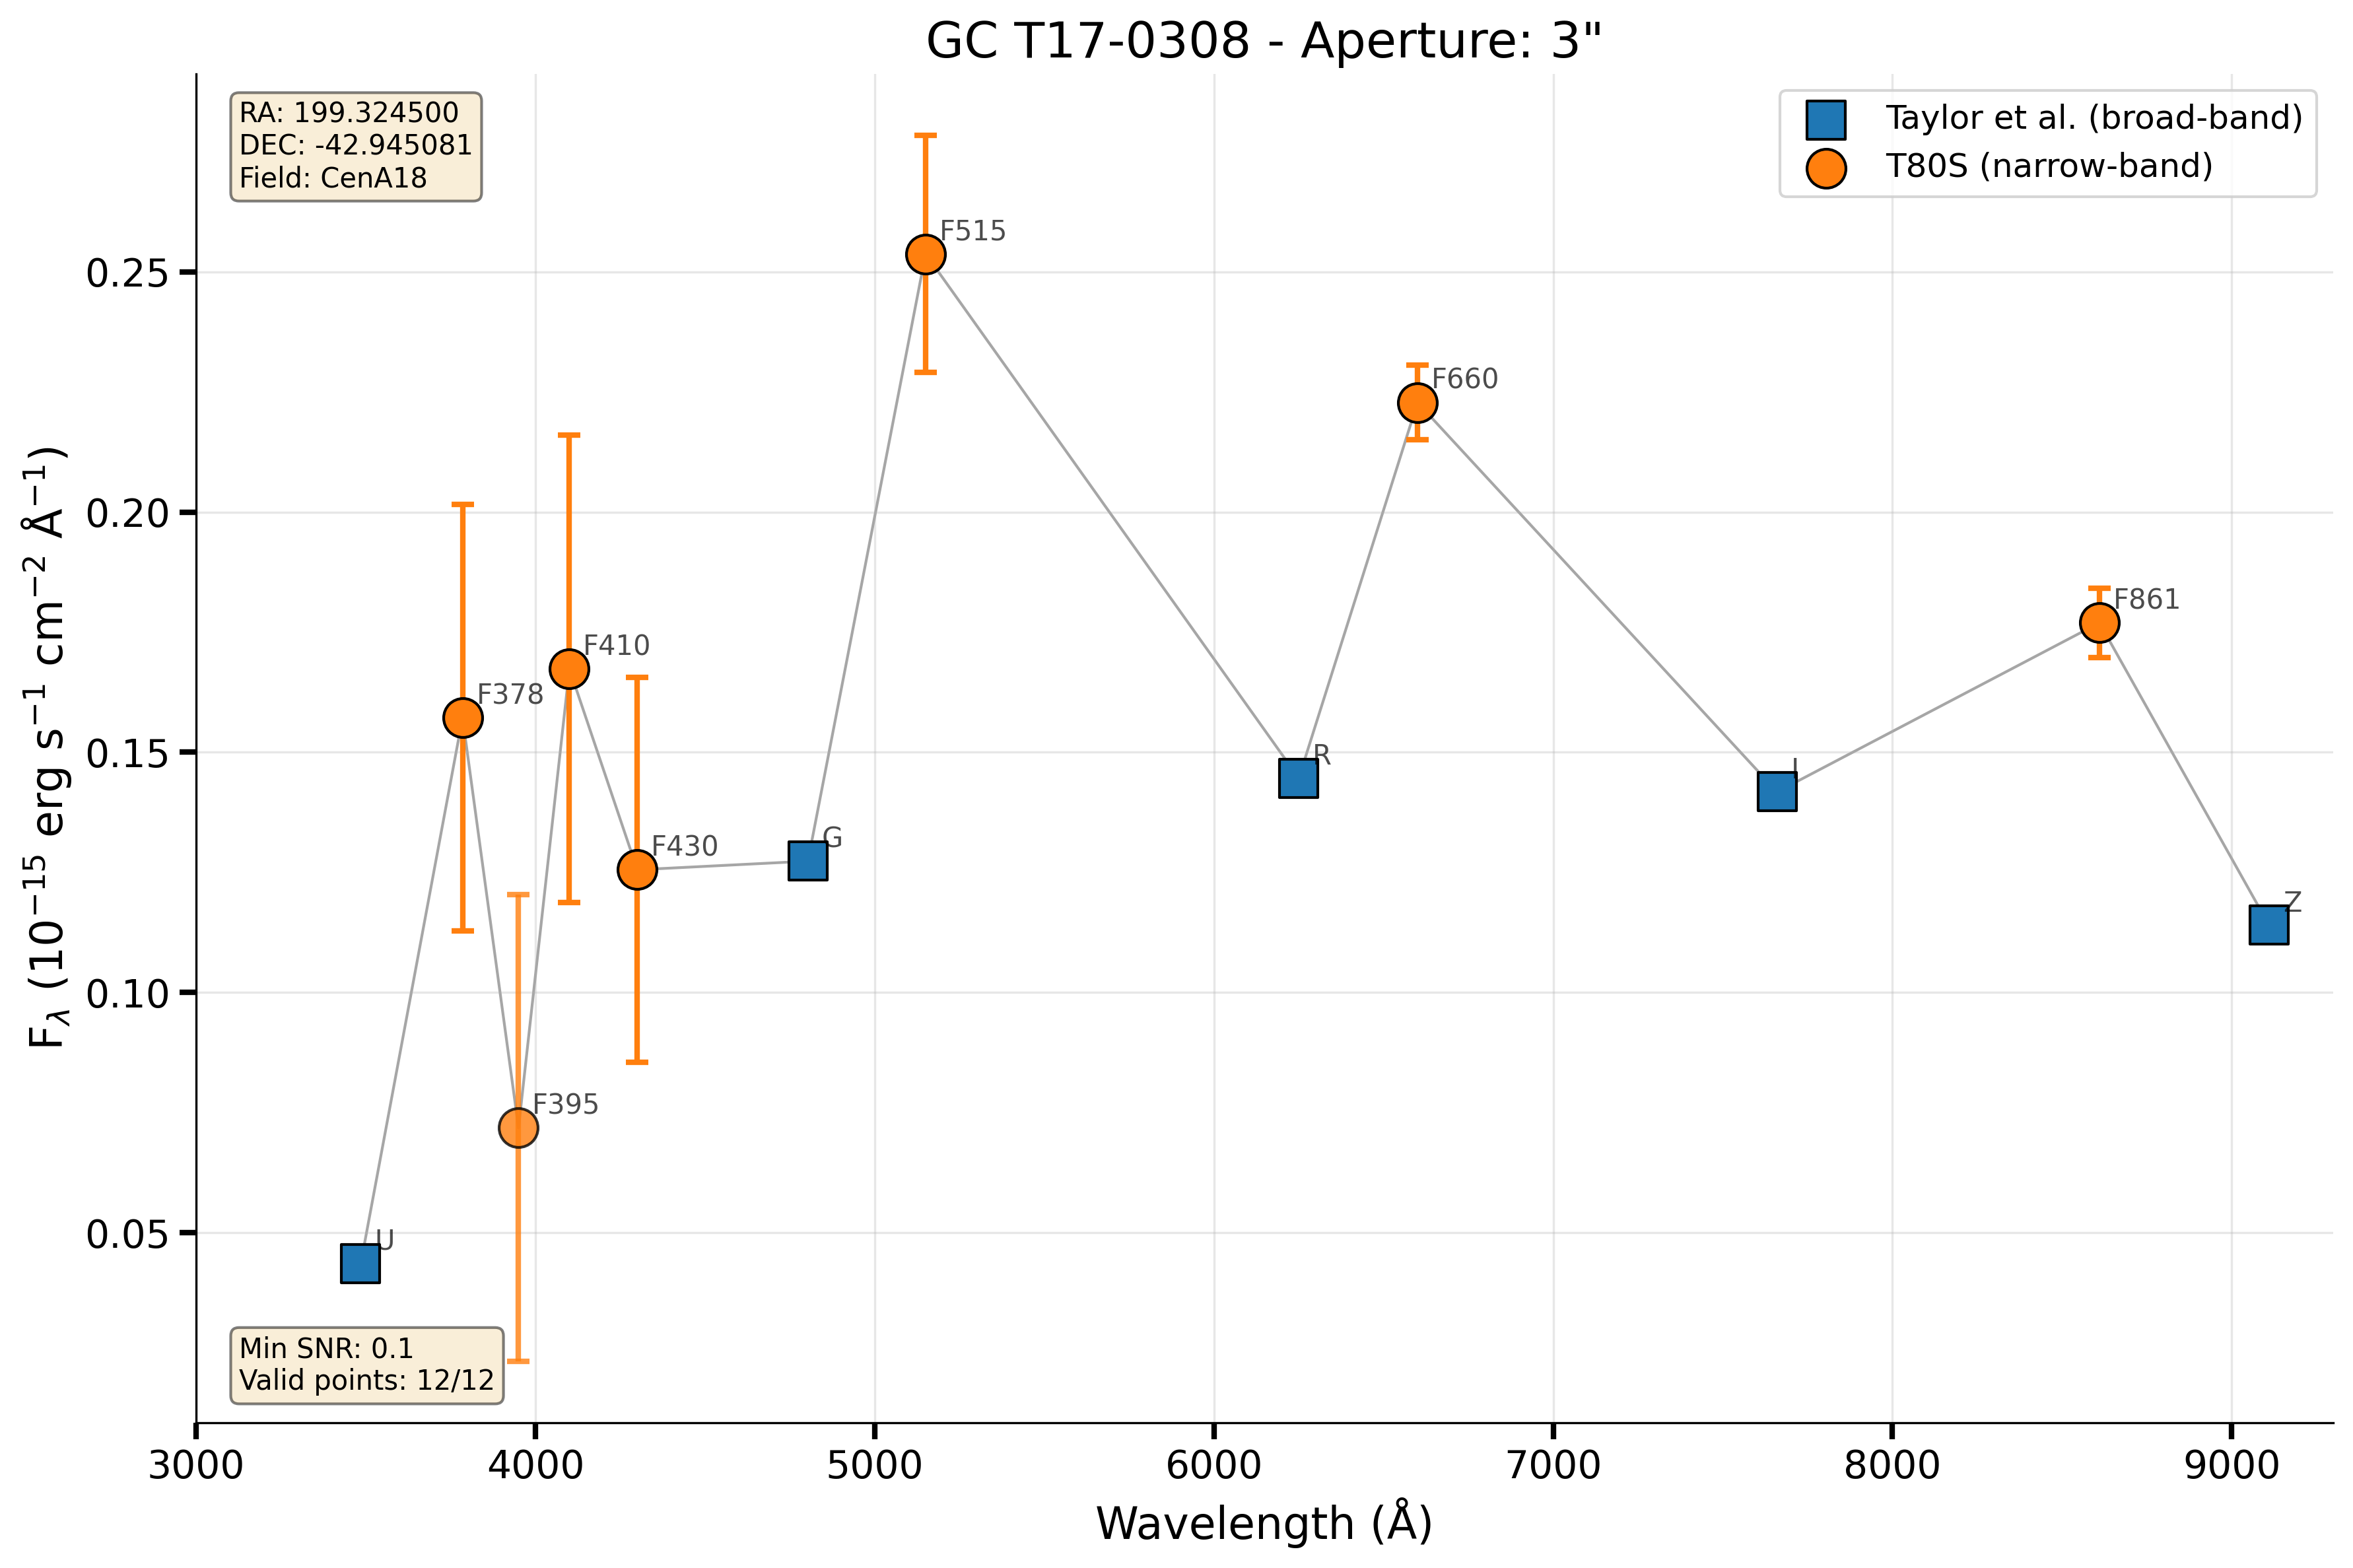 GC T17-0308 - Aperture: 3"
RA: 199.324500
DEC: -42.945081
Field: CenA18
Taylor et al. (broad-band)
T80S (narrow-band)
F515
F660
F861
F410
F378
R
I
G
F430
Z
F395
U
Min SNR: 0.1
Valid points: 12/12
0.25
0.20
0.15
0.10
0.05
F_λ (10⁻¹⁵ erg s⁻¹ cm⁻² Å⁻¹)
3000 4000 5000 6000 7000 8000 9000
Wavelength (Å)